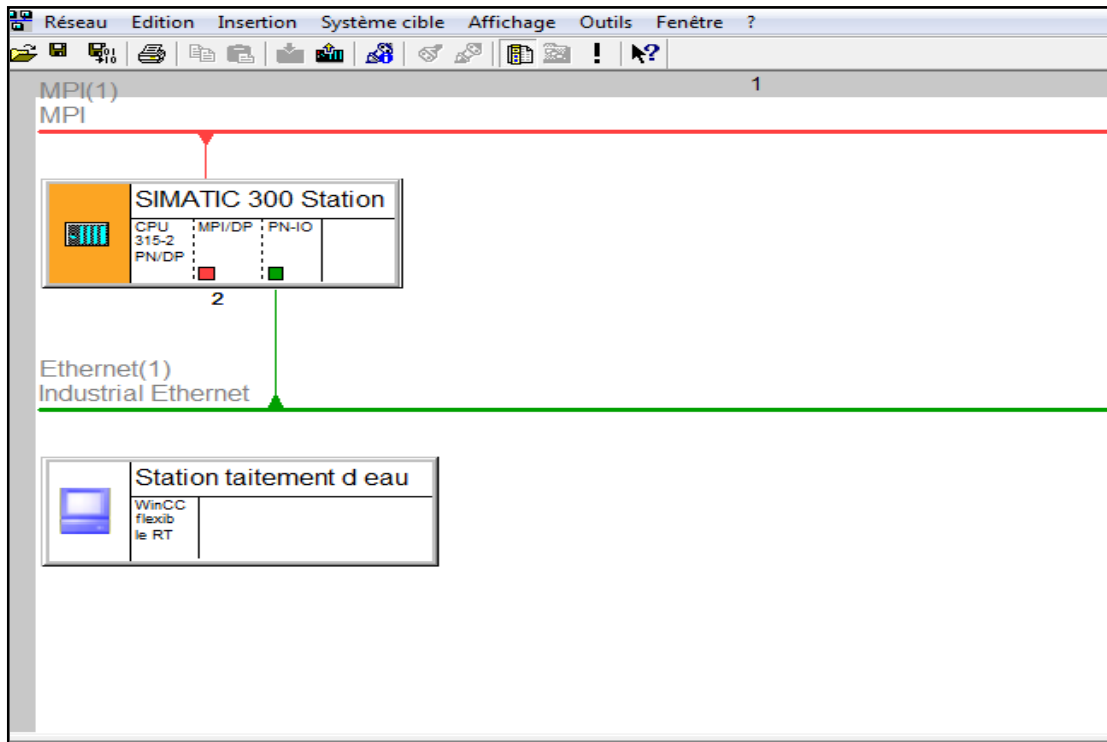 Réseau Edition Insertion Système cible Affichage Outils Fenêtre ?
1
MPI(1)
MPI
SIMATIC 300 Station
CPU 315-2 PN/DP
MPI/DP
PN-IO
2
Ethernet(1)
Industrial Ethernet
Station taitement d eau
WinCC
flexib
le RT